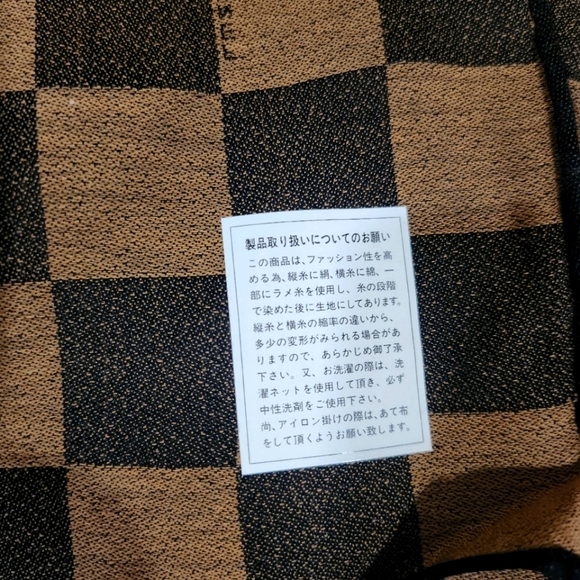 SEL
製品取り扱いについてのお願い
この商品は、ファッション性を高
める為、縦糸に絹、横糸に綿、一
部にラメ糸を使用し、糸の段階
で染めた後に生地にしてあります。
縦糸と横糸の縮率の違いから、
多少の変形がみられる場合があ
りますので、あらかじめ御了承
下さい。又、お洗濯の際は、洗
濯ネットを使用して頂き、必ず
中性洗剤をご使用下さい。
尚、アイロン掛けの際は、あて布
をして頂くようお願い致します。